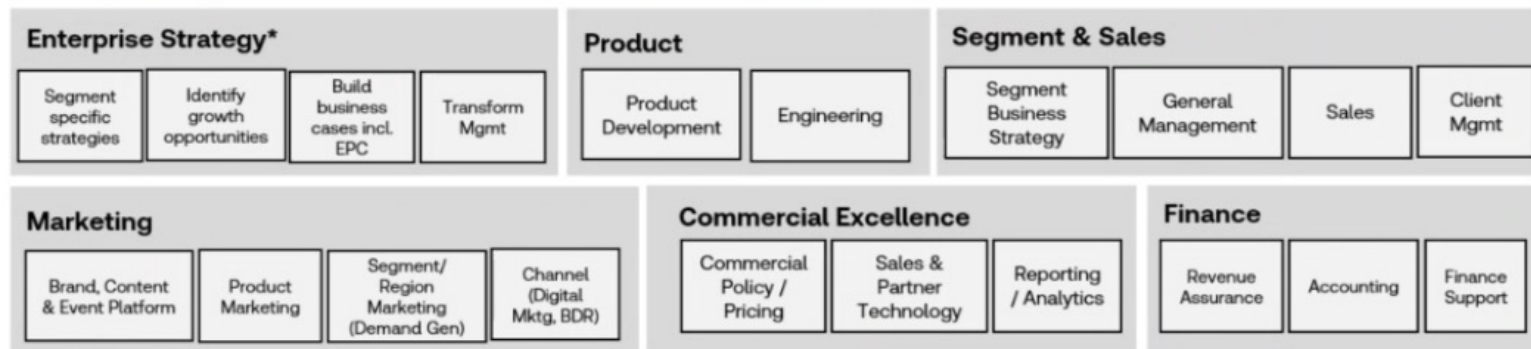 Enterprise Strategy*
Segment
specific
strategies
Identify
growth
opportunities
Build
business
cases incl.
EPC
Transform
Mgmt
Product
Product
Development
Engineering
Segment & Sales
Segment
Business
Strategy
General
Management
Sales
Client
Mgmt
Marketing
Brand, Content
& Event Platform
Product
Marketing
Segment/
Region
Marketing
(Demand Gen)
Channel
(Digital
Mktg, BDR)
Commercial Excellence
Commercial
Policy /
Pricing
Sales &
Partner
Technology
Reporting
/ Analytics
Finance
Revenue
Assurance
Accounting
Finance
Support